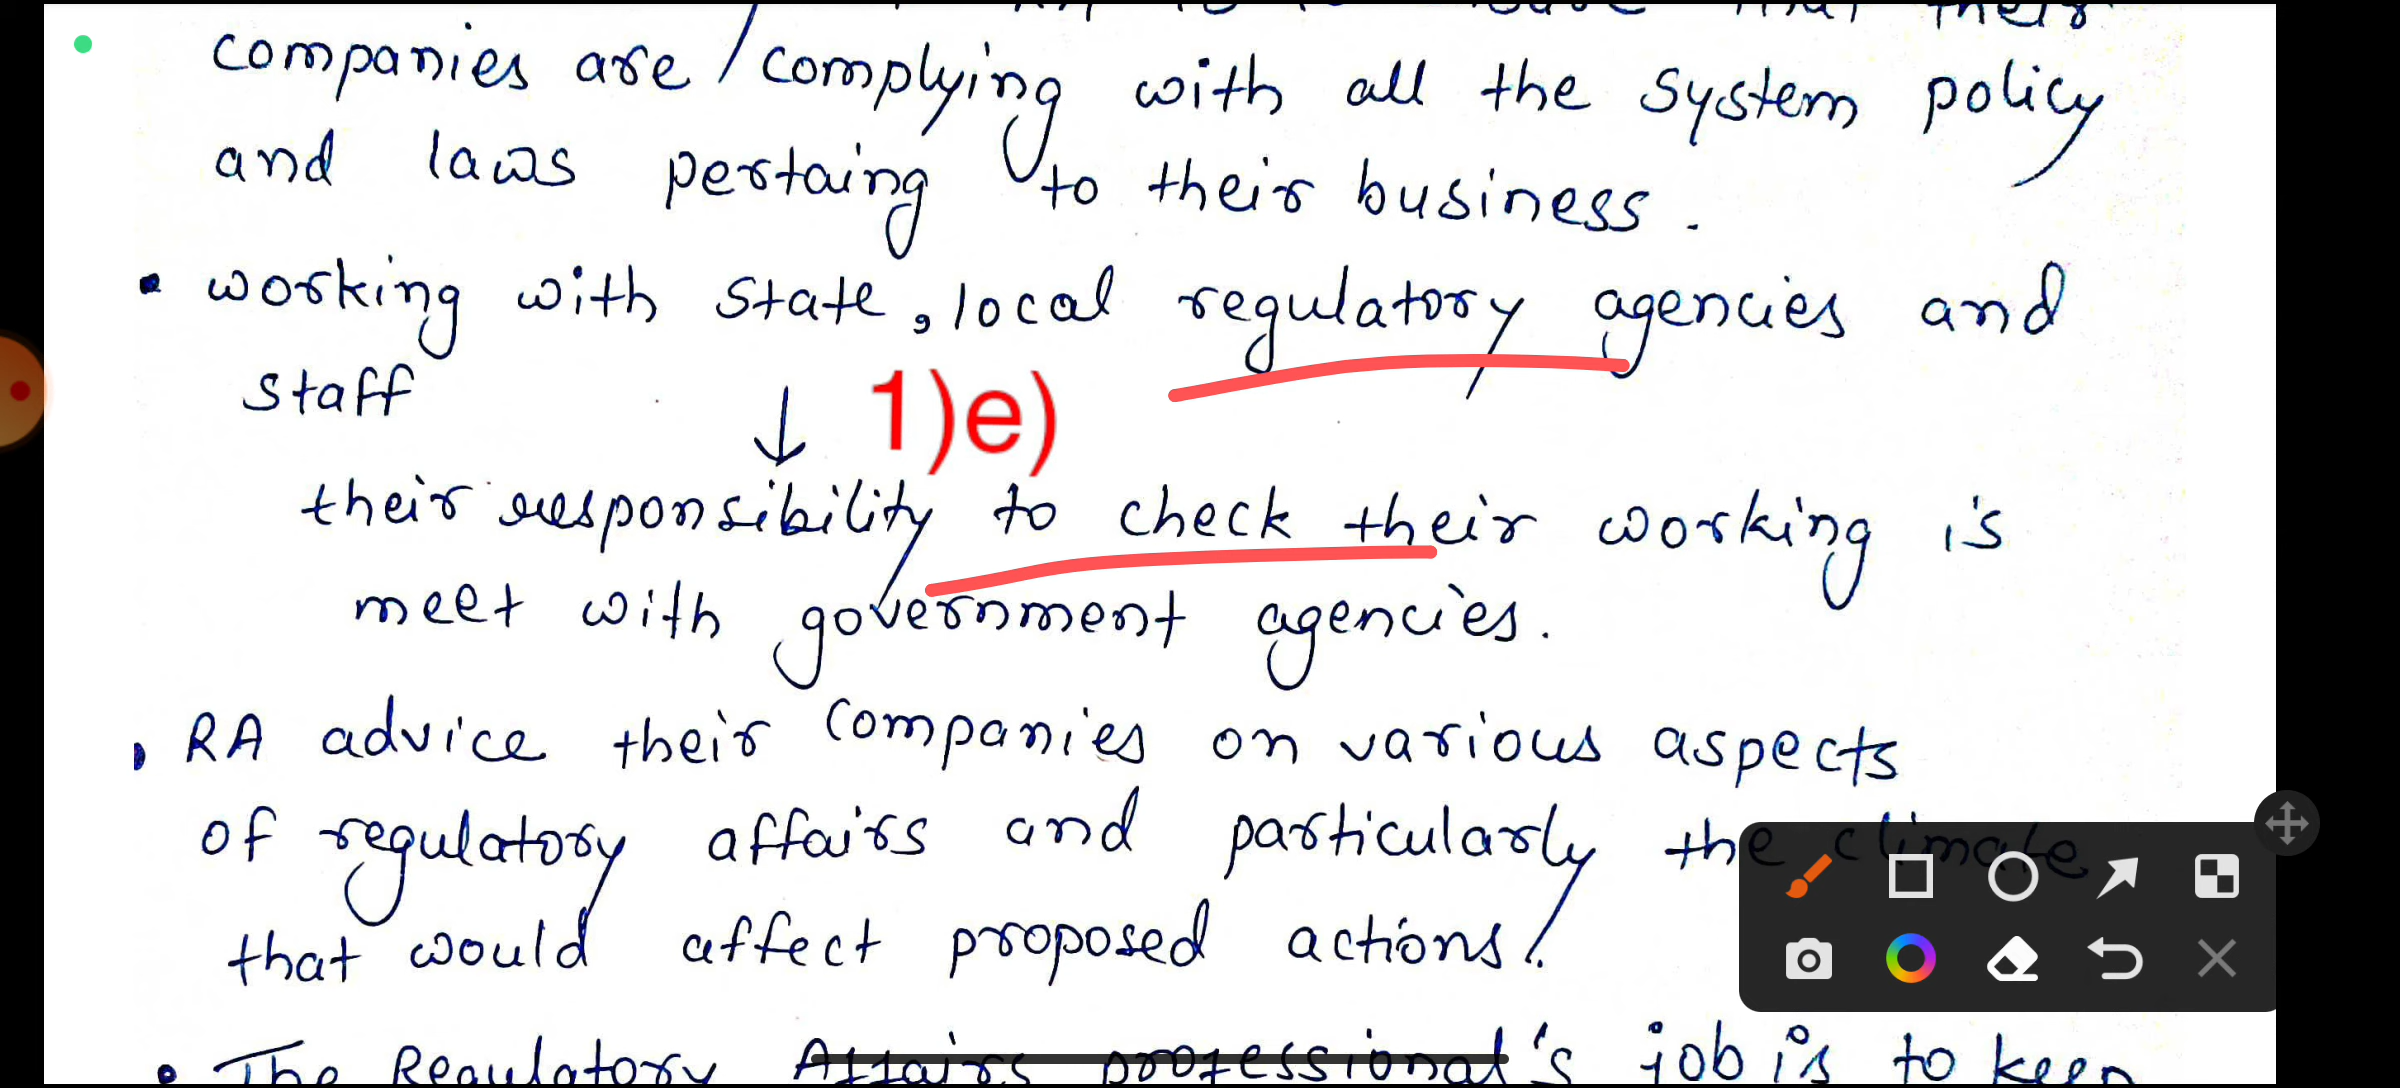 that their
companies are complying with all the system policy
and laws pertaing to their business.
• working with state, local regulatory agencies and
staff
↓ 1)e)
their responsibility to check their working is
meet with government agencies.
• RA advice their companies on various aspects
of regulatory affairs and particularly the climate
that would affect proposed actions.
• The Regulatory Affairs professional's job is to keep